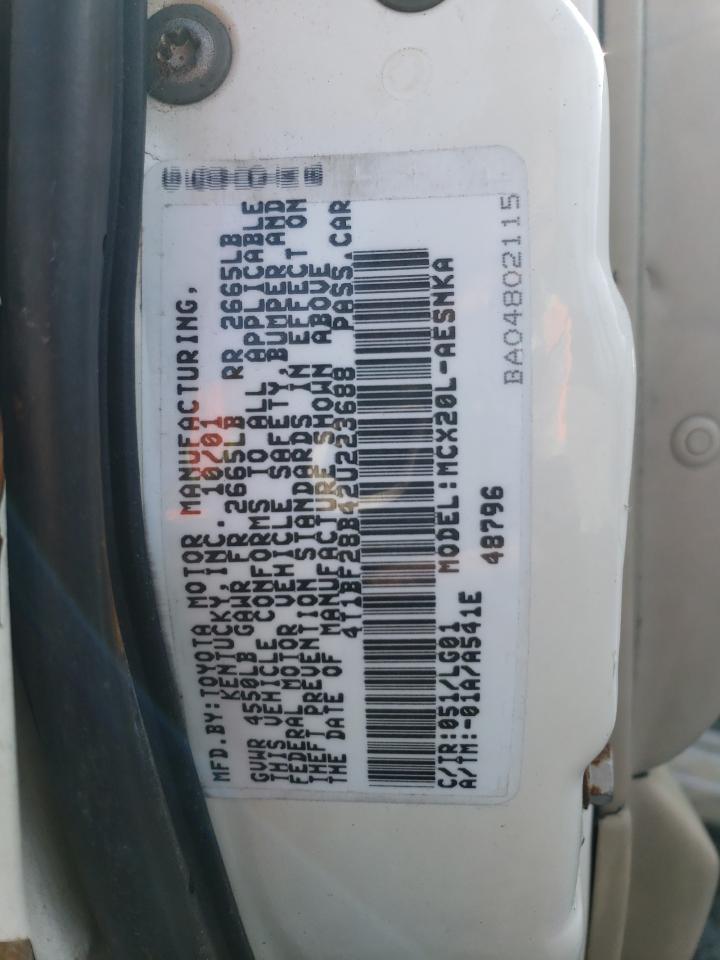 MFD.BY:TOYOTA MOTOR MANUFACTURING,
KENTUCKY,INC. 10/01
GVWR 4550LB GAWR FR 2665LB RR 2665LB
THIS VEHICLE CONFORMS TO ALL APPLICABLE
FEDERAL MOTOR VEHICLE SAFETY,BUMPER AND
THEFT PREVENTION STANDARDS IN EFFECT ON
THE DATE OF MANUFACTURE SHOWN ABOVE
4T1BF28B42U223688 PASS.CAR
C/TR:051/LG01 MODEL:MCX20L-AESNKA
A/TM:-01A/A541E 48796
BA04802115